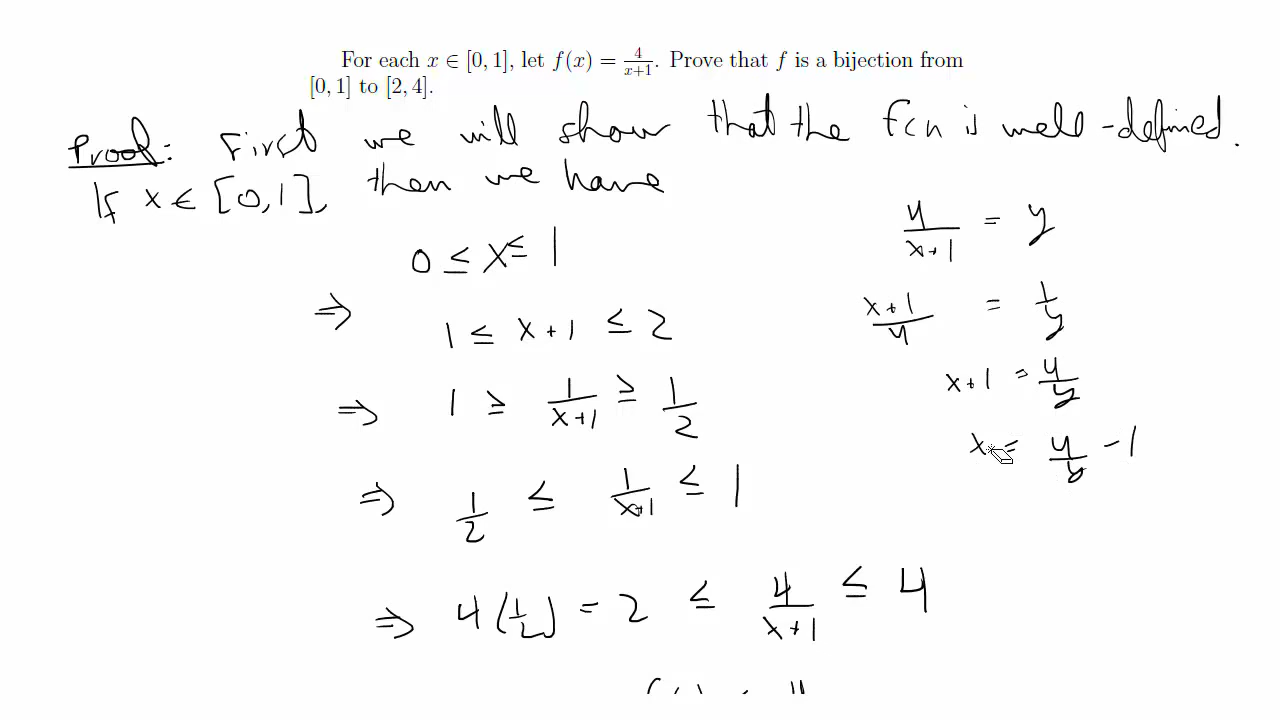 For each x ∈ [0, 1], let f(x) = 4/(x+1). Prove that f is a bijection from
[0, 1] to [2, 4].
Proof: First we will show that the fcn is well-defined.
If x ∈ [0,1], then we have
0 ≤ x ≤ 1
⇒ 1 ≤ x+1 ≤ 2
⇒ 1 ≥ 1/(x+1) ≥ 1/2
⇒ 1/2 ≤ 1/(x+1) ≤ 1
⇒ 4(1/2) = 2 ≤ 4/(x+1) ≤ 4
4/(x+1) = y
(x+1)/4 = 1/y
x+1 = 4/y
x = 4/y - 1